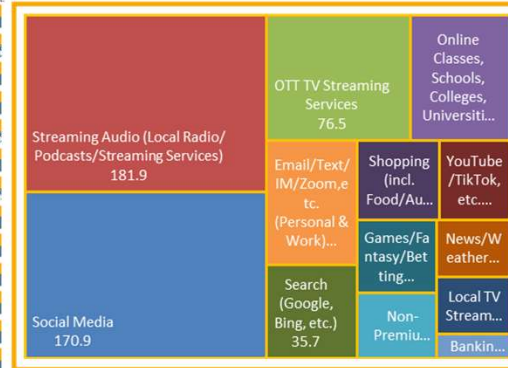 Streaming Audio (Local Radio/
Podcasts/Streaming Services)
181.9
Social Media
170.9
OTT TV Streaming
Services
76.5
Online
Classes,
Schools,
Colleges,
Universiti...
Email/Text/
IM/Zoom,e
tc.
(Personal &
Work)...
Search
(Google,
Bing, etc.)
35.7
Shopping
(incl.
Food/Au...
YouTube
/TikTok,
etc....
Games/Fa
ntasy/Bet
ting...
News/W
eather...
Non-
Premiu...
Local TV
Stream...
Bankin...